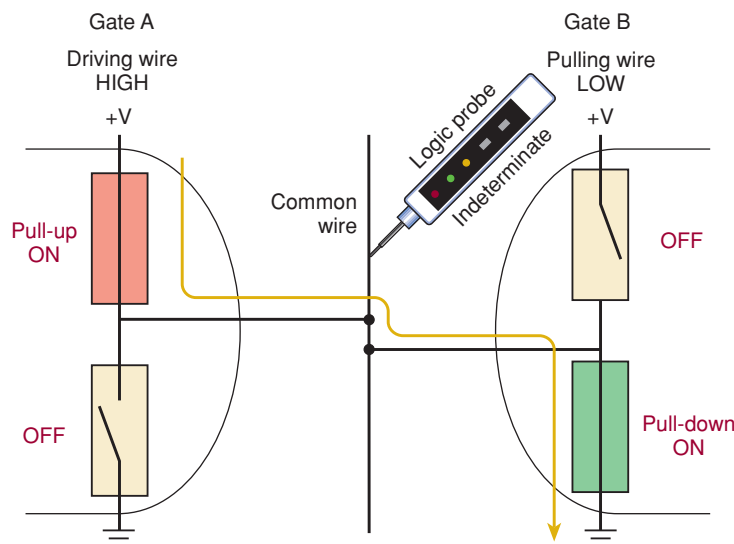 Gate A
Driving wire
HIGH
+V
Pull-up
ON
OFF
Common
wire
Logic probe
Indeterminate
Gate B
Pulling wire
LOW
+V
OFF
Pull-down
ON